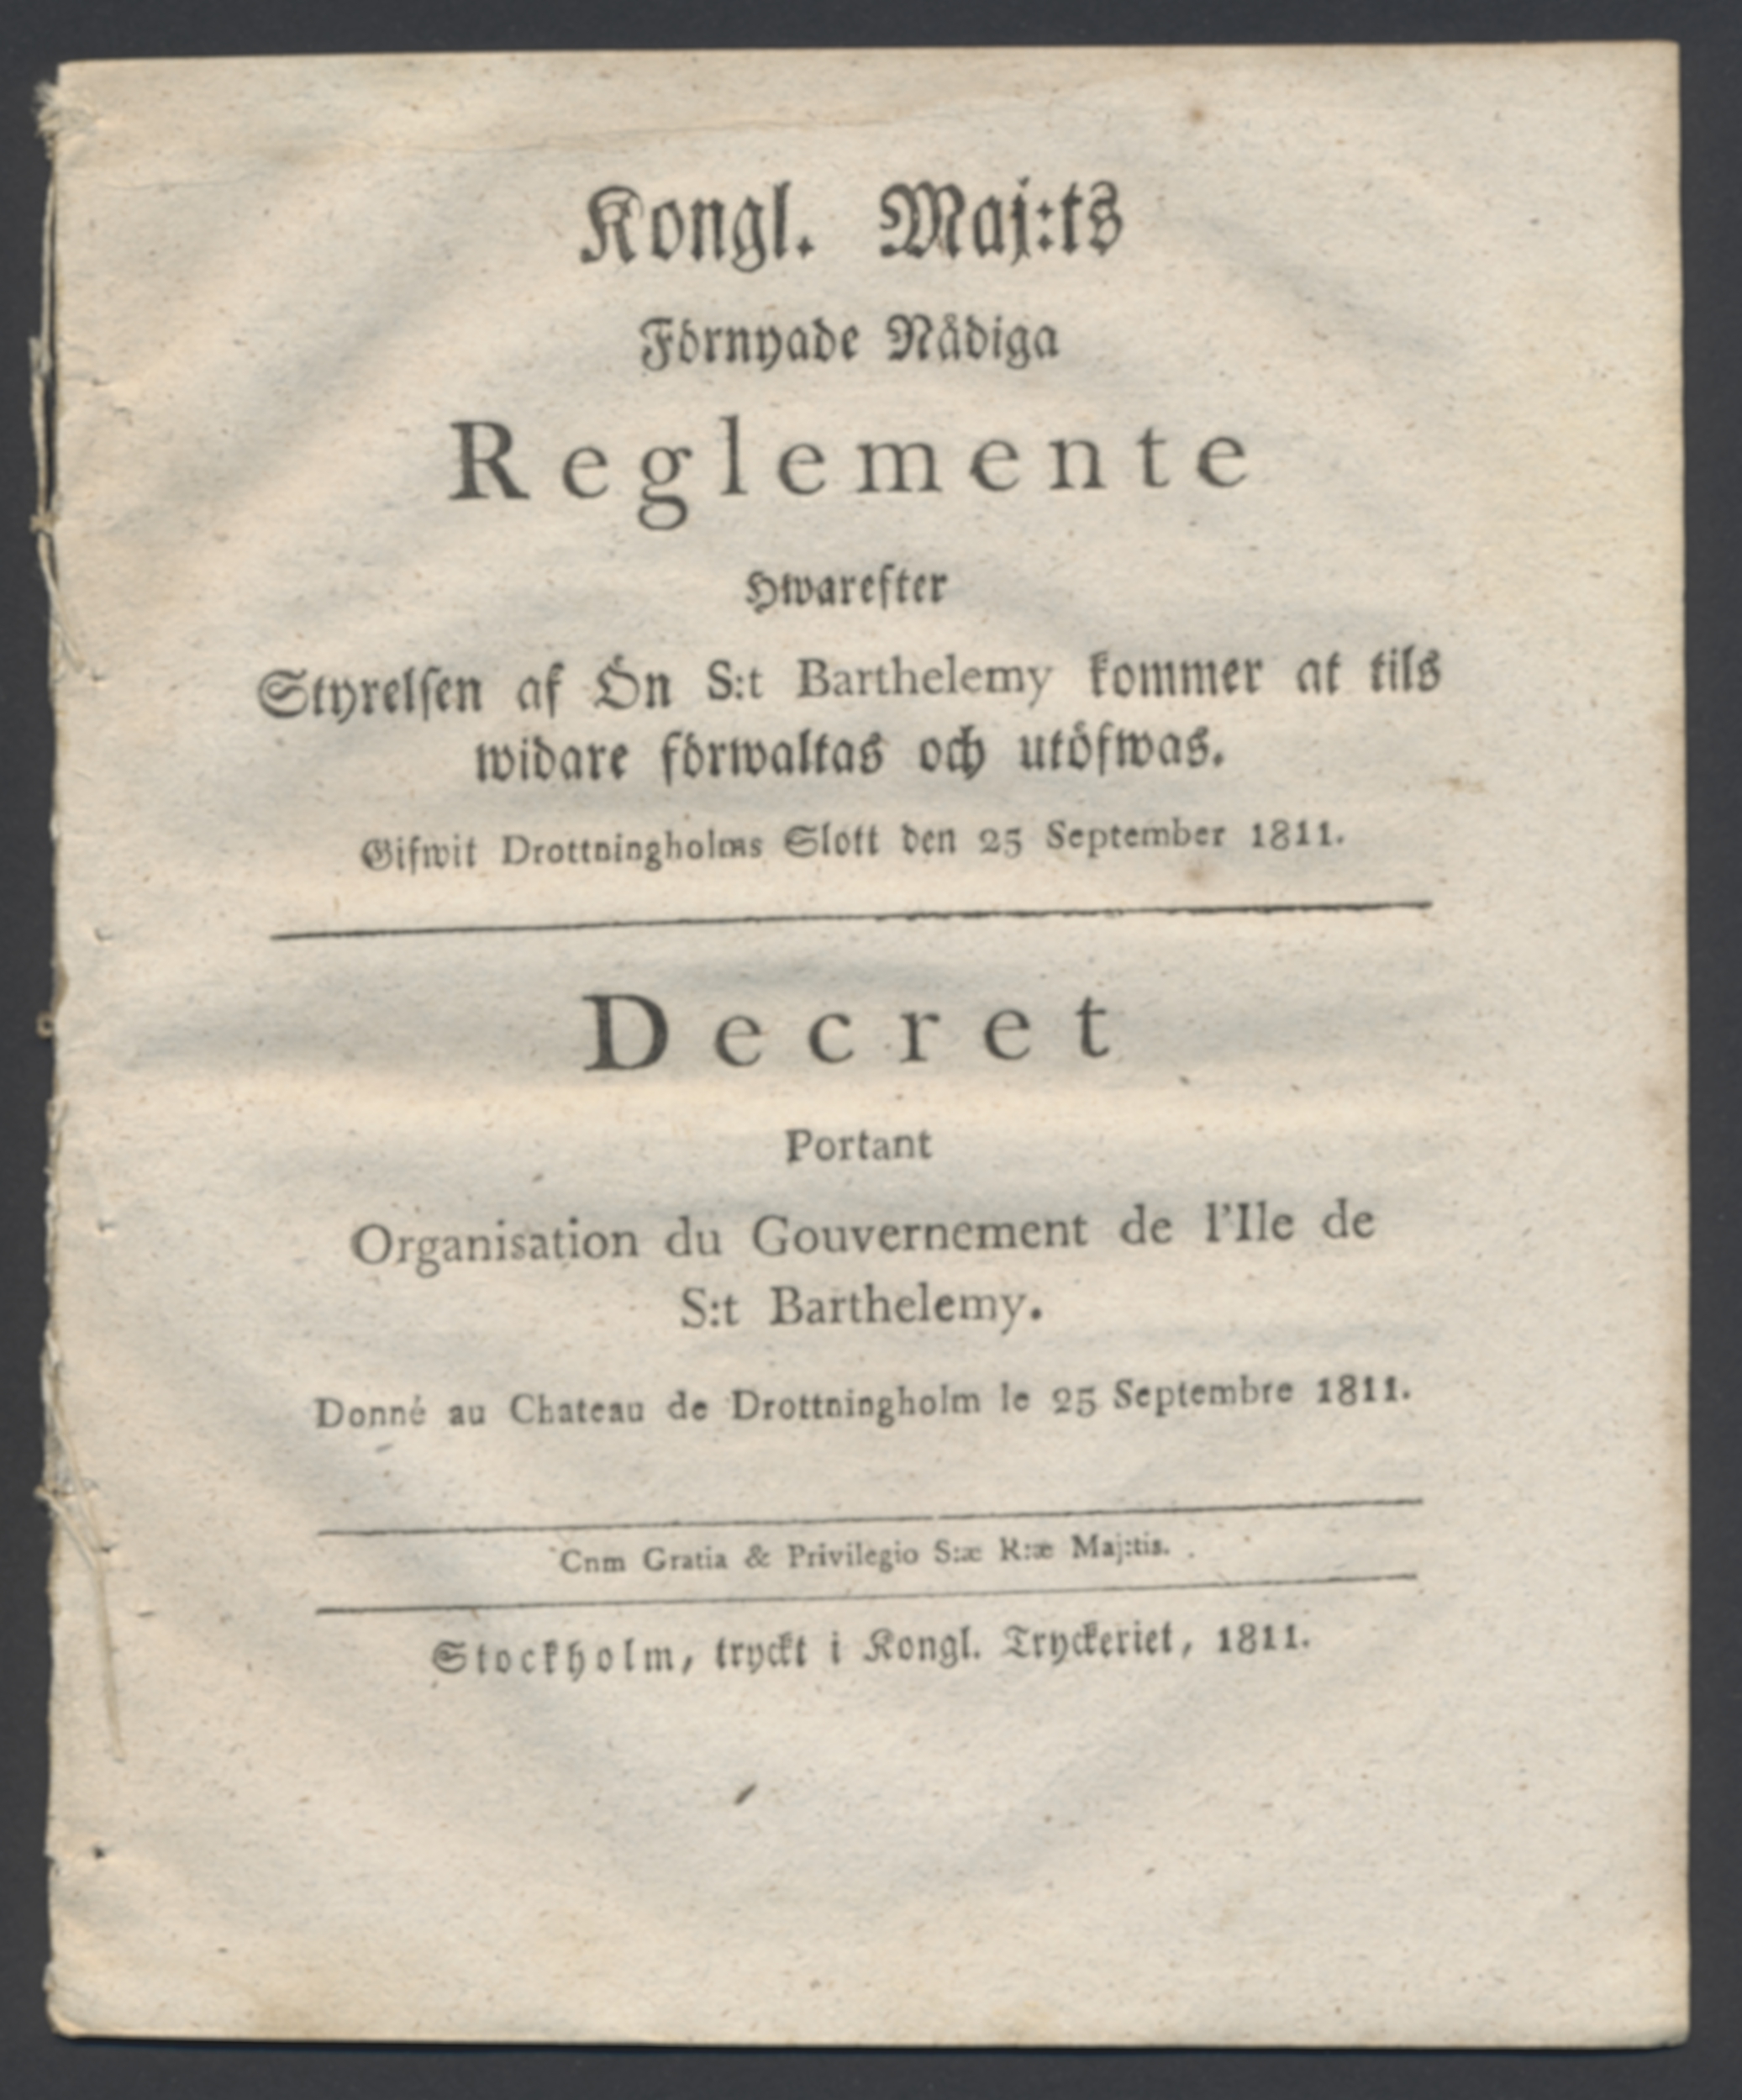 Kongl. Maj:ts
Förnyade Nådiga
Reglemente
Hwarefter
Styrelsen af Ön S:t Barthelemy kommer at tils
widare förwaltas och utöfwas.
Gifwit Drottningholms Slott den 25 September 1811.
Decret
Portant
Organisation du Gouvernement de l'Ile de
S:t Barthelemy.
Donné au Chateau de Drottningholm le 25 Septembre 1811.
Cnm Gratia & Privilegio S:æ R:æ Maj:tis.
Stockholm, tryckt i Kongl. Tryckeriet, 1811.